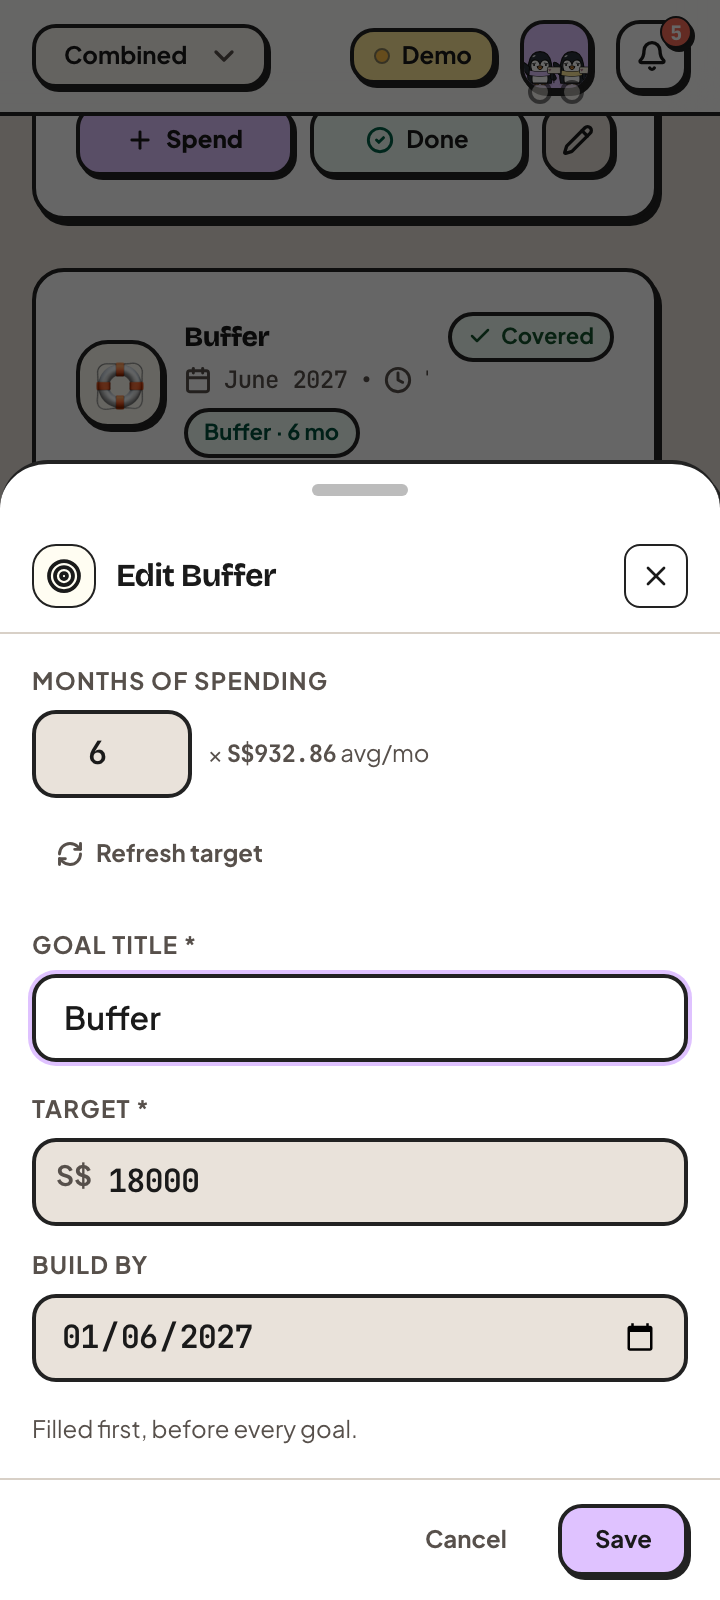 Combined
Demo
5
+ Spend
Done
Buffer
Covered
June 2027 •
Buffer · 6 mo
Edit Buffer
MONTHS OF SPENDING
6
× S$932.86 avg/mo
Refresh target
GOAL TITLE *
Buffer
TARGET *
S$ 18000
BUILD BY
01/06/2027
Filled first, before every goal.
Cancel
Save